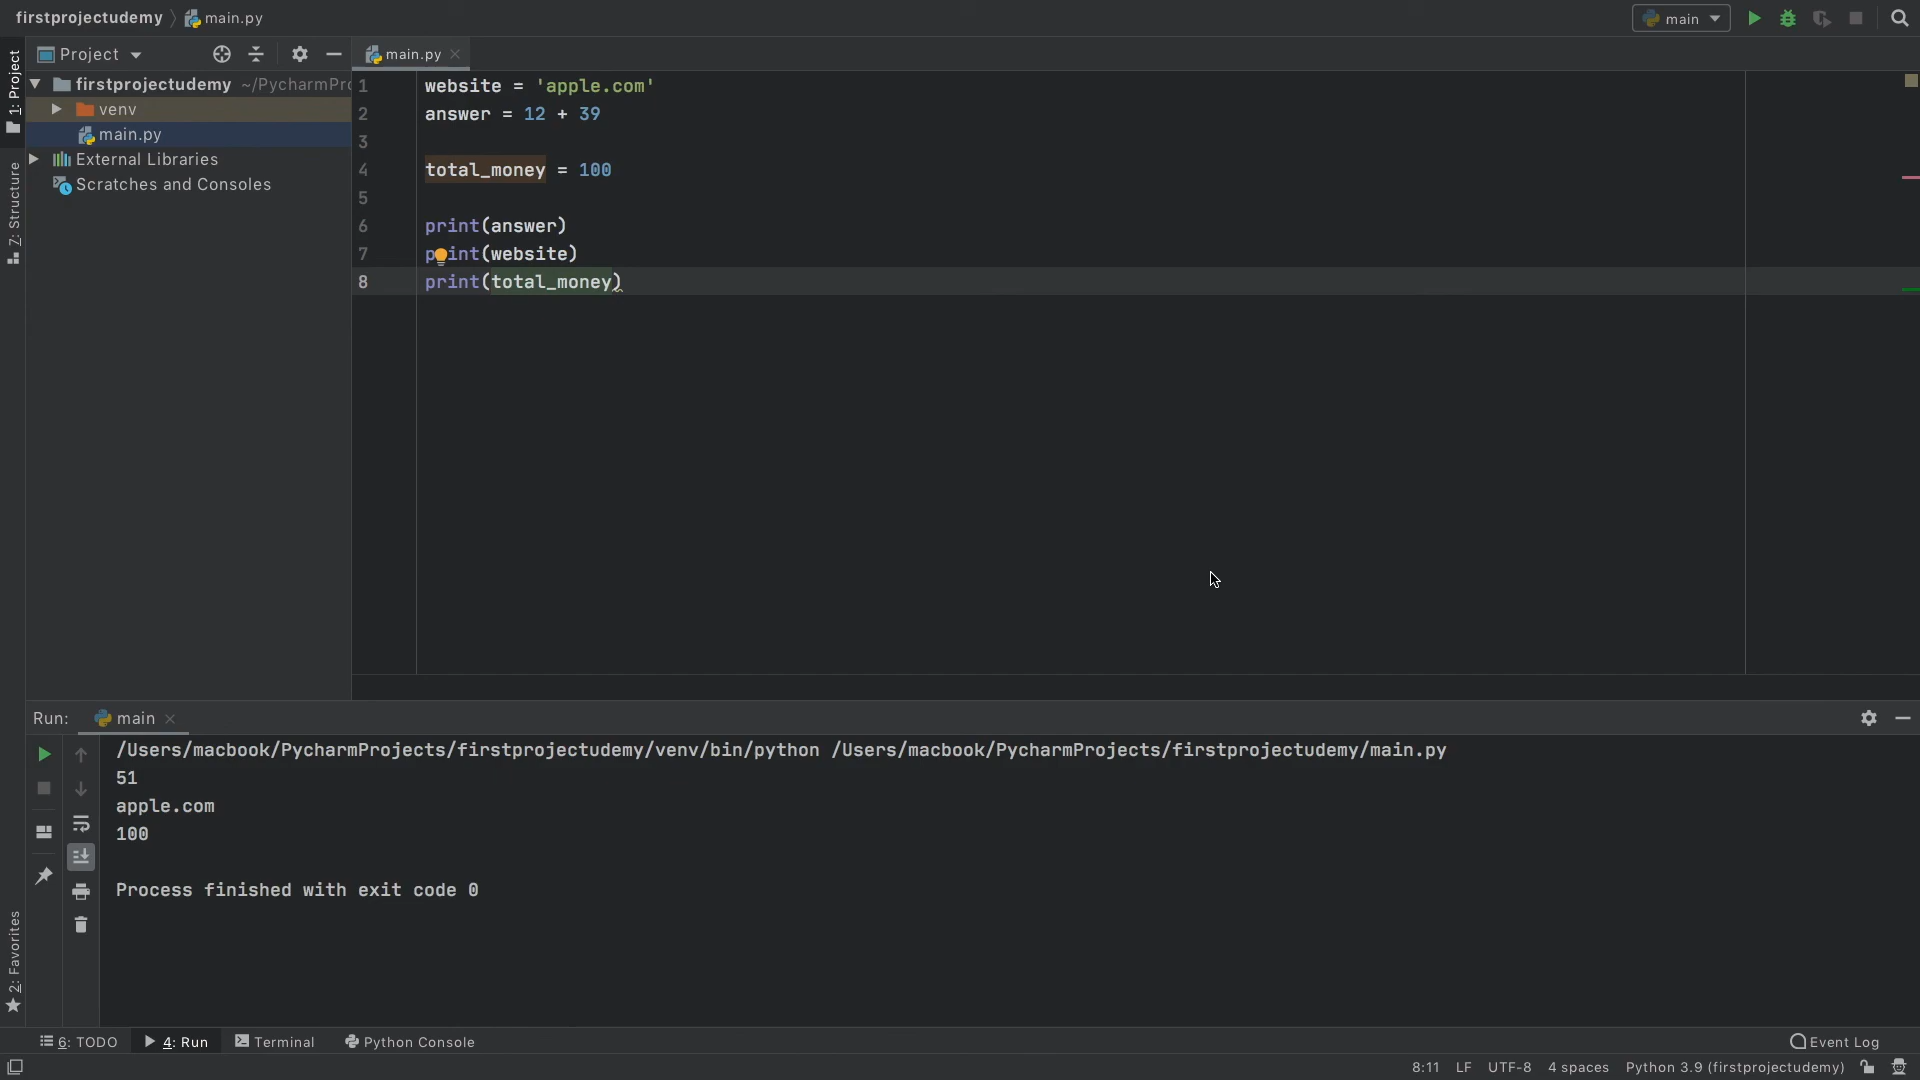 firstprojectudemy main.py
main
1: Project
Project
main.py
firstprojectudemy ~/PycharmPro
venv
main.py
External Libraries
Scratches and Consoles
7: Structure
1 website = 'apple.com'
2 answer = 12 + 39
3
4 total_money = 100
5
6 print(answer)
7 print(website)
8 print(total_money)
Run: main
/Users/macbook/PycharmProjects/firstprojectudemy/venv/bin/python /Users/macbook/PycharmProjects/firstprojectudemy/main.py
51
apple.com
100
Process finished with exit code 0
2: Favorites
6: TODO 4: Run Terminal Python Console Event Log
8:11 LF UTF-8 4 spaces Python 3.9 (firstprojectudemy)